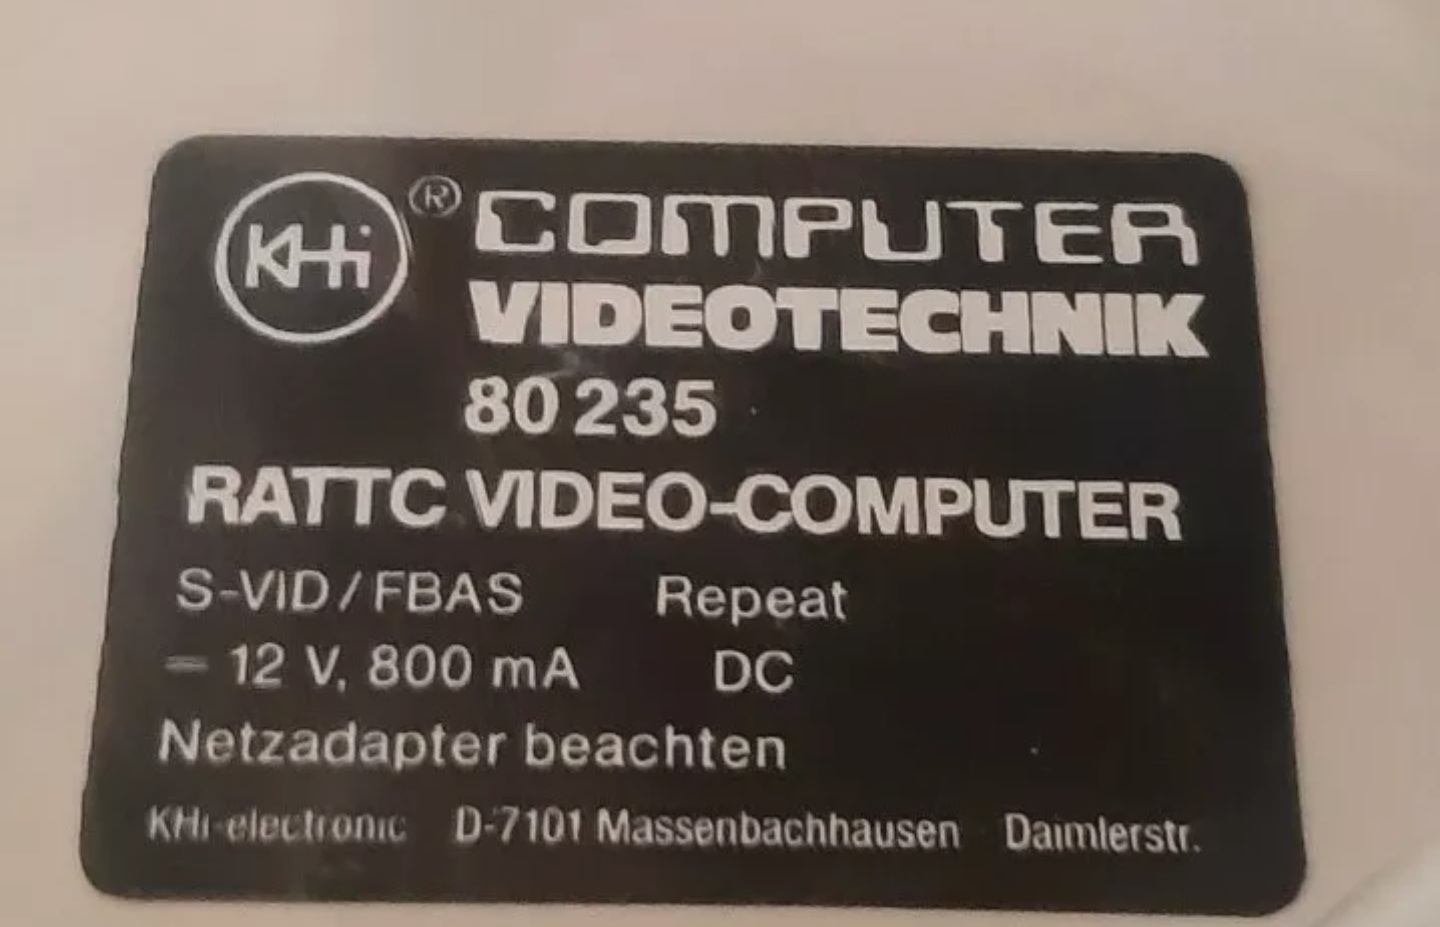 KHi ® COMPUTER
VIDEOTECHNIK
80 235
RATTC VIDEO-COMPUTER
S-VID / FBAS Repeat
= 12 V, 800 mA DC
Netzadapter beachten
KHi-electronic D-7101 Massenbachhausen Daimlerstr.